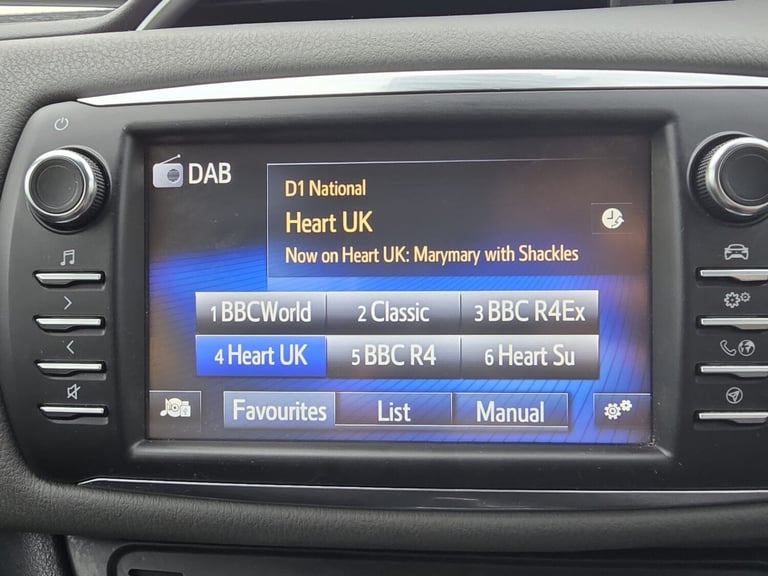 DAB
D1 National
Heart UK
Now on Heart UK: Marymary with Shackles
1 BBCWorld 2 Classic 3 BBC R4Ex
4 Heart UK 5 BBC R4 6 Heart Su
Favourites List Manual